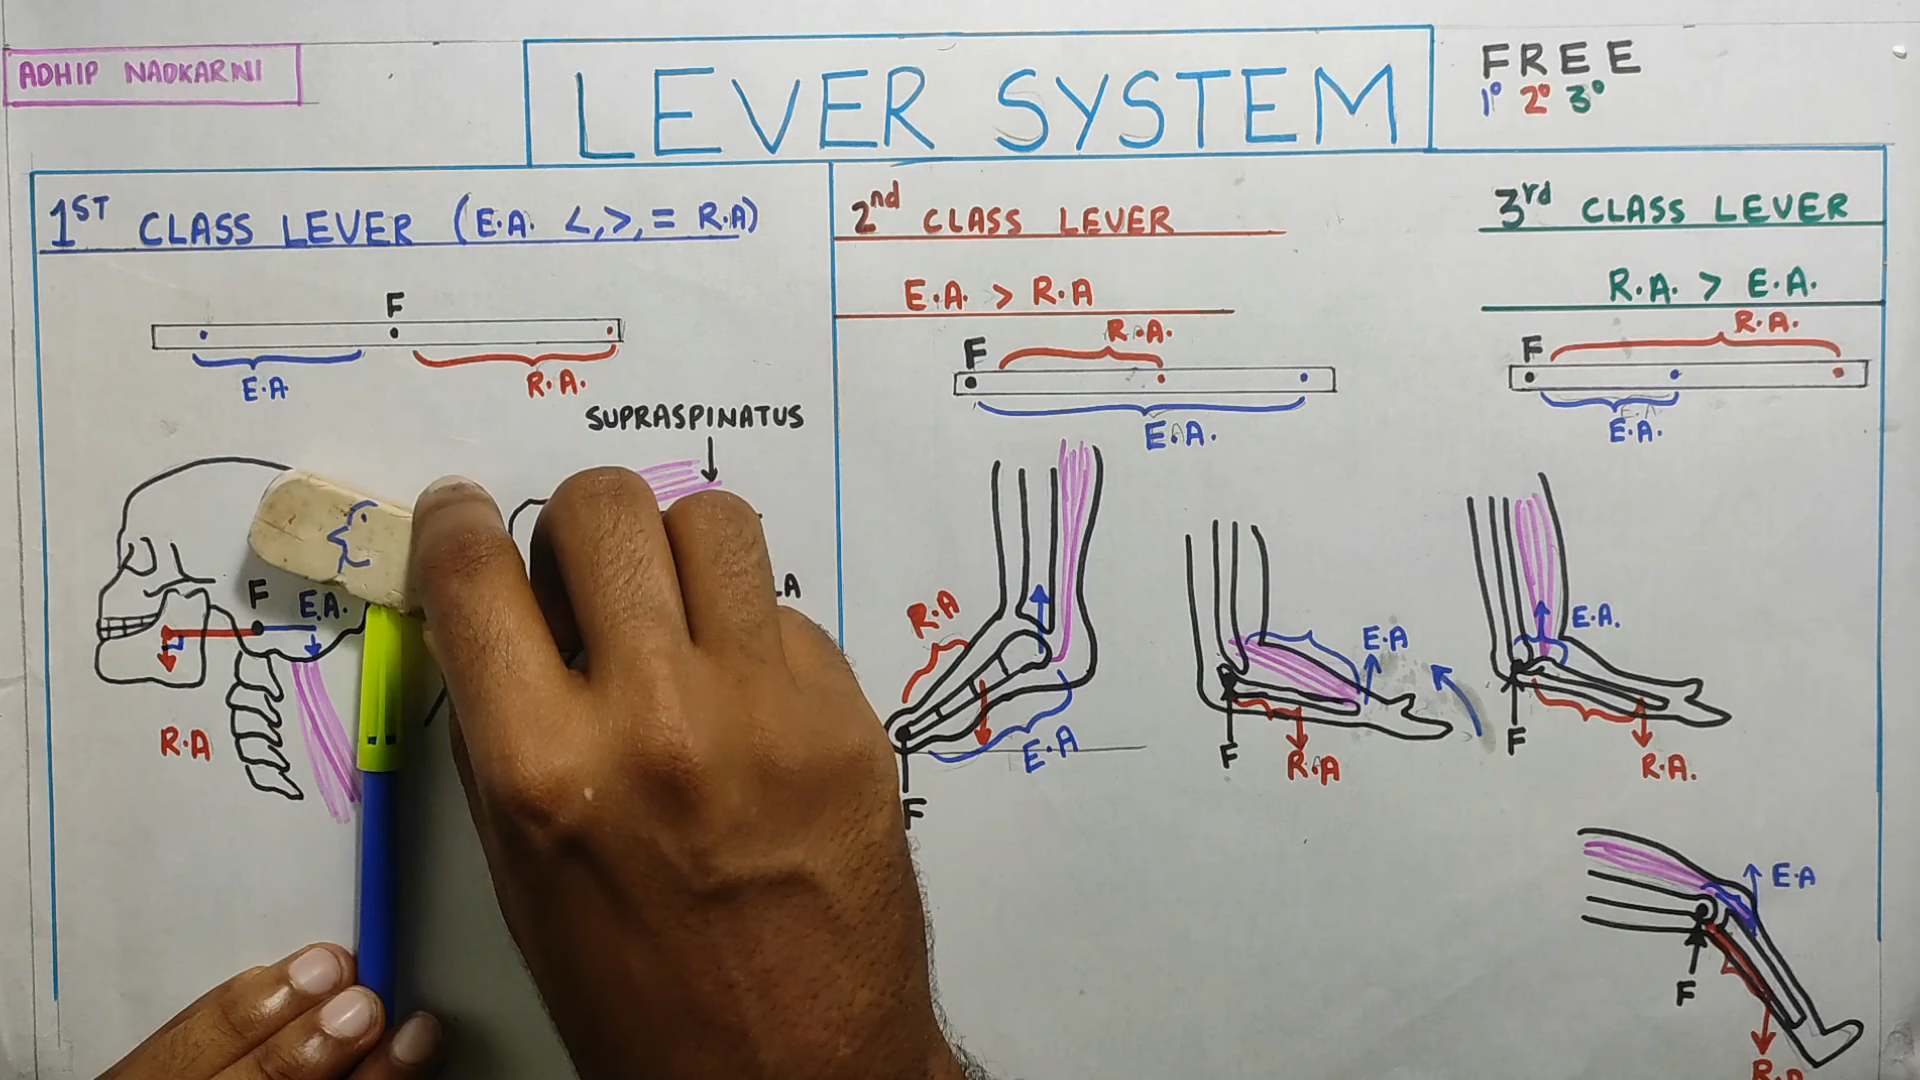 ADHIP NADKARNI
LEVER SYSTEM
FREE
1° 2° 3°
1ST CLASS LEVER (E.A. <,>,= R.A)
F
E.A
R.A.
SUPRASPINATUS
F
E.A.
R.A
2nd CLASS LEVER
E.A. > R.A
R.A.
F
E.A.
R.A
E.A
F
E.A
F
R.A
3rd CLASS LEVER
R.A. > E.A.
R.A.
F
E.A.
E.A.
F
R.A.
E.A
F